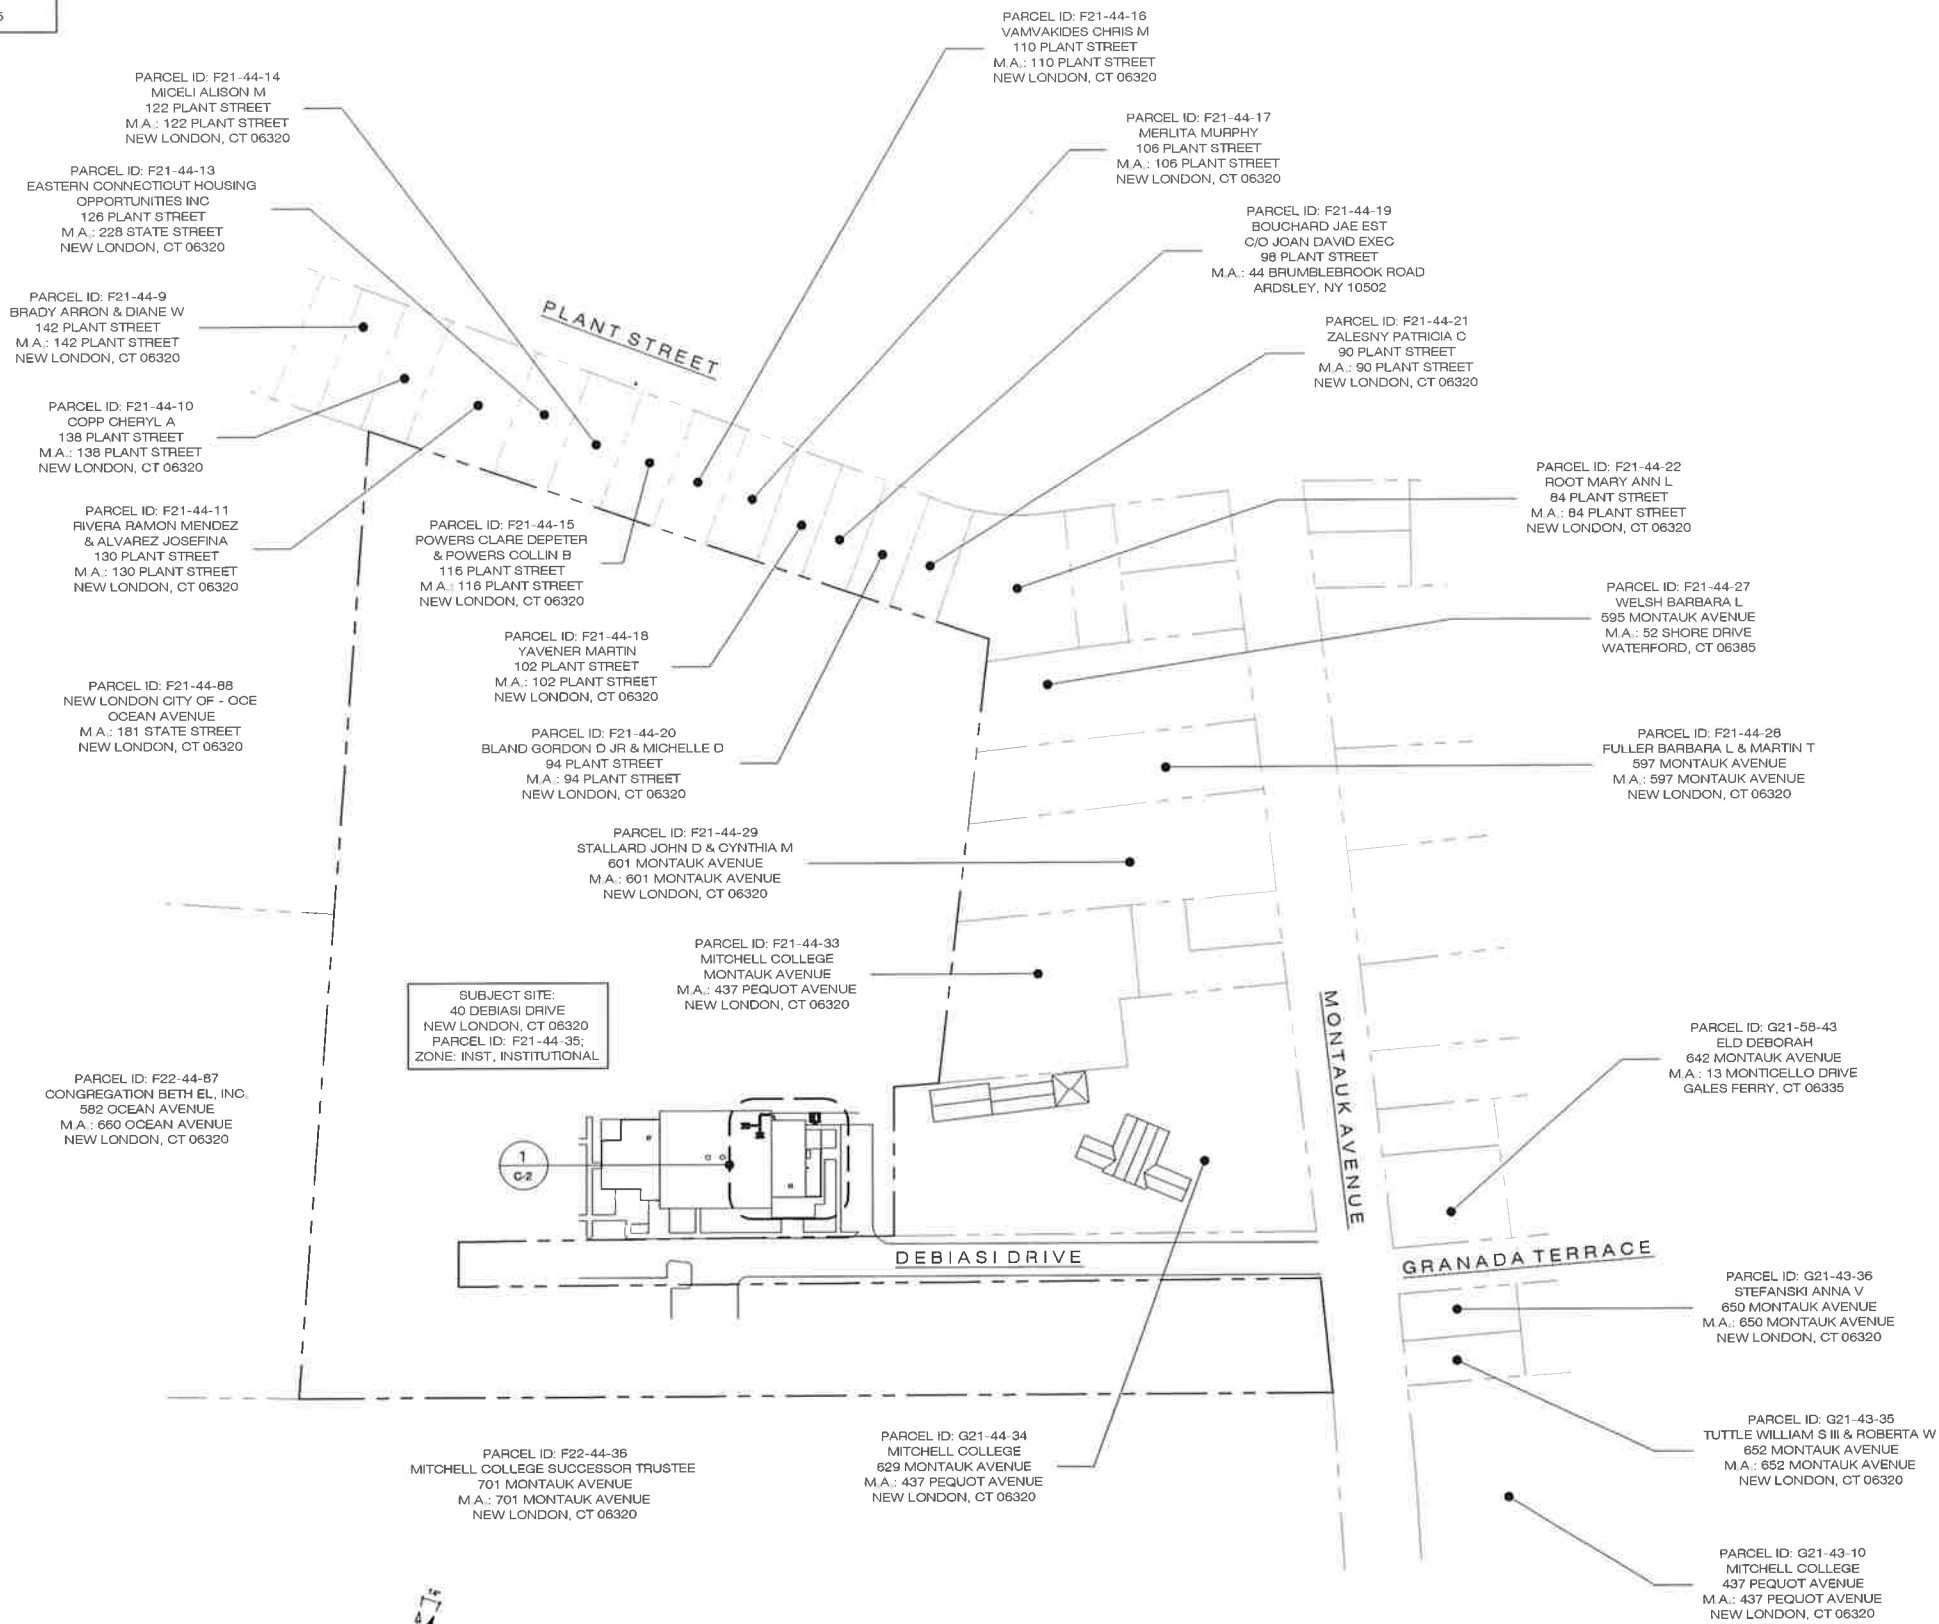 PARCEL ID: F21-44-16
VAMVAKIDES CHRIS M
110 PLANT STREET
M.A.: 110 PLANT STREET
NEW LONDON, CT 06320
PARCEL ID: F21-44-14
MICELI ALISON M
122 PLANT STREET
M.A.: 122 PLANT STREET
NEW LONDON, CT 06320
PARCEL ID: F21-44-17
MERLITA MURPHY
106 PLANT STREET
M.A.: 106 PLANT STREET
NEW LONDON, CT 06320
PARCEL ID: F21-44-13
EASTERN CONNECTICUT HOUSING
OPPORTUNITIES INC
126 PLANT STREET
M.A.: 228 STATE STREET
NEW LONDON, CT 06320
PARCEL ID: F21-44-19
BOUCHARD JAE EST
C/O JOAN DAVID EXEC
98 PLANT STREET
M.A.: 44 BRUMBLEBROOK ROAD
ARDSLEY, NY 10502
PARCEL ID: F21-44-9
BRADY ARRON & DIANE W
142 PLANT STREET
M.A.: 142 PLANT STREET
NEW LONDON, CT 06320
PLANT STREET
PARCEL ID: F21-44-21
ZALESNY PATRICIA C
90 PLANT STREET
M.A.: 90 PLANT STREET
NEW LONDON, CT 06320
PARCEL ID: F21-44-10
COPP CHERYL A
138 PLANT STREET
M.A.: 138 PLANT STREET
NEW LONDON, CT 06320
PARCEL ID: F21-44-22
ROOT MARY ANN L
84 PLANT STREET
M.A.: 84 PLANT STREET
NEW LONDON, CT 06320
PARCEL ID: F21-44-11
RIVERA RAMON MENDEZ
& ALVAREZ JOSEFINA
130 PLANT STREET
M.A.: 130 PLANT STREET
NEW LONDON, CT 06320
PARCEL ID: F21-44-15
POWERS CLARE DEPETER
& POWERS COLLIN B
116 PLANT STREET
M.A.: 116 PLANT STREET
NEW LONDON, CT 06320
PARCEL ID: F21-44-27
WELSH BARBARA L
595 MONTAUK AVENUE
M.A.: 52 SHORE DRIVE
WATERFORD, CT 06385
PARCEL ID: F21-44-18
YAVENER MARTIN
102 PLANT STREET
M.A.: 102 PLANT STREET
NEW LONDON, CT 06320
PARCEL ID: F21-44-88
NEW LONDON CITY OF - OCE
OCEAN AVENUE
M.A.: 181 STATE STREET
NEW LONDON, CT 06320
PARCEL ID: F21-44-20
BLAND GORDON D JR & MICHELLE D
94 PLANT STREET
M.A.: 94 PLANT STREET
NEW LONDON, CT 06320
PARCEL ID: F21-44-28
FULLER BARBARA L & MARTIN T
597 MONTAUK AVENUE
M.A.: 597 MONTAUK AVENUE
NEW LONDON, CT 06320
PARCEL ID: F21-44-29
STALLARD JOHN D & CYNTHIA M
601 MONTAUK AVENUE
M.A.: 601 MONTAUK AVENUE
NEW LONDON, CT 06320
PARCEL ID: F21-44-33
MITCHELL COLLEGE
MONTAUK AVENUE
M.A.: 437 PEQUOT AVENUE
NEW LONDON, CT 06320
SUBJECT SITE:
40 DEBIASI DRIVE
NEW LONDON, CT 06320
PARCEL ID: F21-44-35;
ZONE: INST, INSTITUTIONAL
MONTAUK AVENUE
PARCEL ID: G21-58-43
ELD DEBORAH
642 MONTAUK AVENUE
M.A.: 13 MONTICELLO DRIVE
GALES FERRY, CT 06335
PARCEL ID: F22-44-87
CONGREGATION BETH EL, INC.
582 OCEAN AVENUE
M.A.: 660 OCEAN AVENUE
NEW LONDON, CT 06320
1
C-2
DEBIASI DRIVE
GRANADA TERRACE
PARCEL ID: G21-43-36
STEFANSKI ANNA V
650 MONTAUK AVENUE
M.A.: 650 MONTAUK AVENUE
NEW LONDON, CT 06320
PARCEL ID: G21-43-35
TUTTLE WILLIAM S III & ROBERTA W
652 MONTAUK AVENUE
M.A.: 652 MONTAUK AVENUE
NEW LONDON, CT 06320
PARCEL ID: G21-44-34
MITCHELL COLLEGE
629 MONTAUK AVENUE
M.A.: 437 PEQUOT AVENUE
NEW LONDON, CT 06320
PARCEL ID: F22-44-36
MITCHELL COLLEGE SUCCESSOR TRUSTEE
701 MONTAUK AVENUE
M.A.: 701 MONTAUK AVENUE
NEW LONDON, CT 06320
PARCEL ID: G21-43-10
MITCHELL COLLEGE
437 PEQUOT AVENUE
M.A.: 437 PEQUOT AVENUE
NEW LONDON, CT 06320